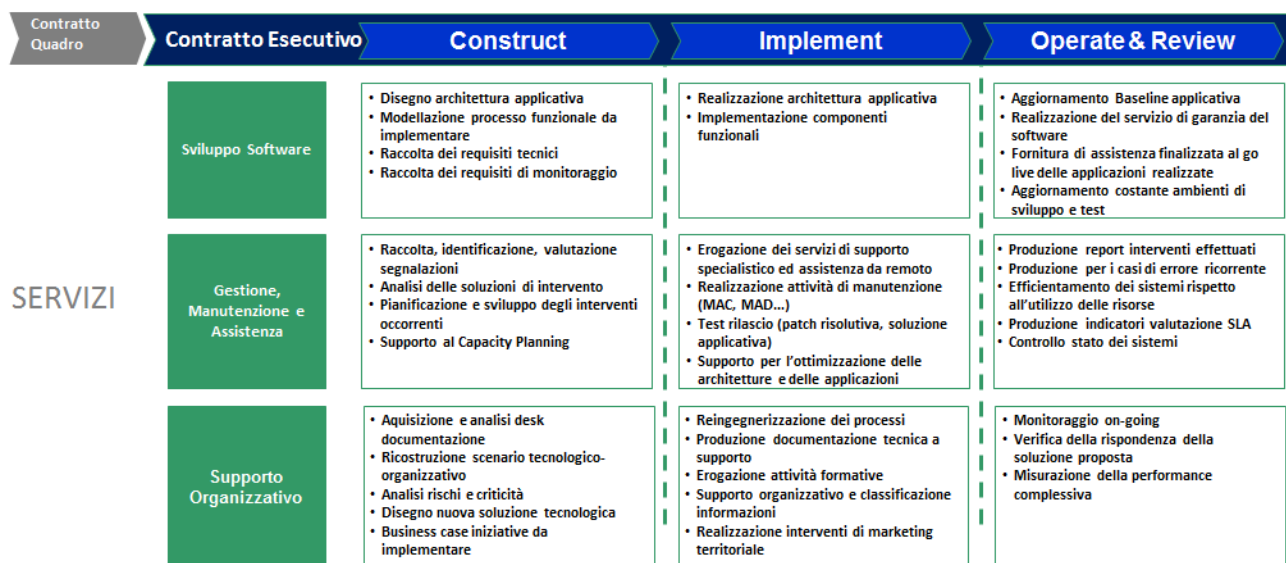 Contratto
Quadro
Contratto Esecutivo
Construct
Implement
Operate & Review
SERVIZI
Sviluppo Software
• Disegno architettura applicativa
• Modellazione processo funzionale da
implementare
• Raccolta dei requisiti tecnici
• Raccolta dei requisiti di monitoraggio
• Realizzazione architettura applicativa
• Implementazione componenti
funzionali
• Aggiornamento Baseline applicativa
• Realizzazione del servizio di garanzia del
software
• Fornitura di assistenza finalizzata al go
live delle applicazioni realizzate
• Aggiornamento costante ambienti di
sviluppo e test
Gestione,
Manutenzione e
Assistenza
• Raccolta, identificazione, valutazione
segnalazioni
• Analisi delle soluzioni di intervento
• Pianificazione e sviluppo degli interventi
occorrenti
• Supporto al Capacity Planning
• Erogazione dei servizi di supporto
specialistico ed assistenza da remoto
• Realizzazione attività di manutenzione
(MAC, MAD...)
• Test rilascio (patch risolutiva, soluzione
applicativa)
• Supporto per l'ottimizzazione delle
architetture e delle applicazioni
• Produzione report interventi effettuati
• Produzione per i casi di errore ricorrente
• Efficientamento dei sistemi rispetto
all'utilizzo delle risorse
• Produzione indicatori valutazione SLA
• Controllo stato dei sistemi
Supporto
Organizzativo
• Aquisizione e analisi desk
documentazione
• Ricostruzione scenario tecnologico-
organizzativo
• Analisi rischi e criticità
• Disegno nuova soluzione tecnologica
• Business case iniziative da
implementare
• Reingegnerizzazione dei processi
• Produzione documentazione tecnica a
supporto
• Erogazione attività formative
• Supporto organizzativo e classificazione
informazioni
• Realizzazione interventi di marketing
territoriale
• Monitoraggio on-going
• Verifica della rispondenza della
soluzione proposta
• Misurazione della performance
complessiva